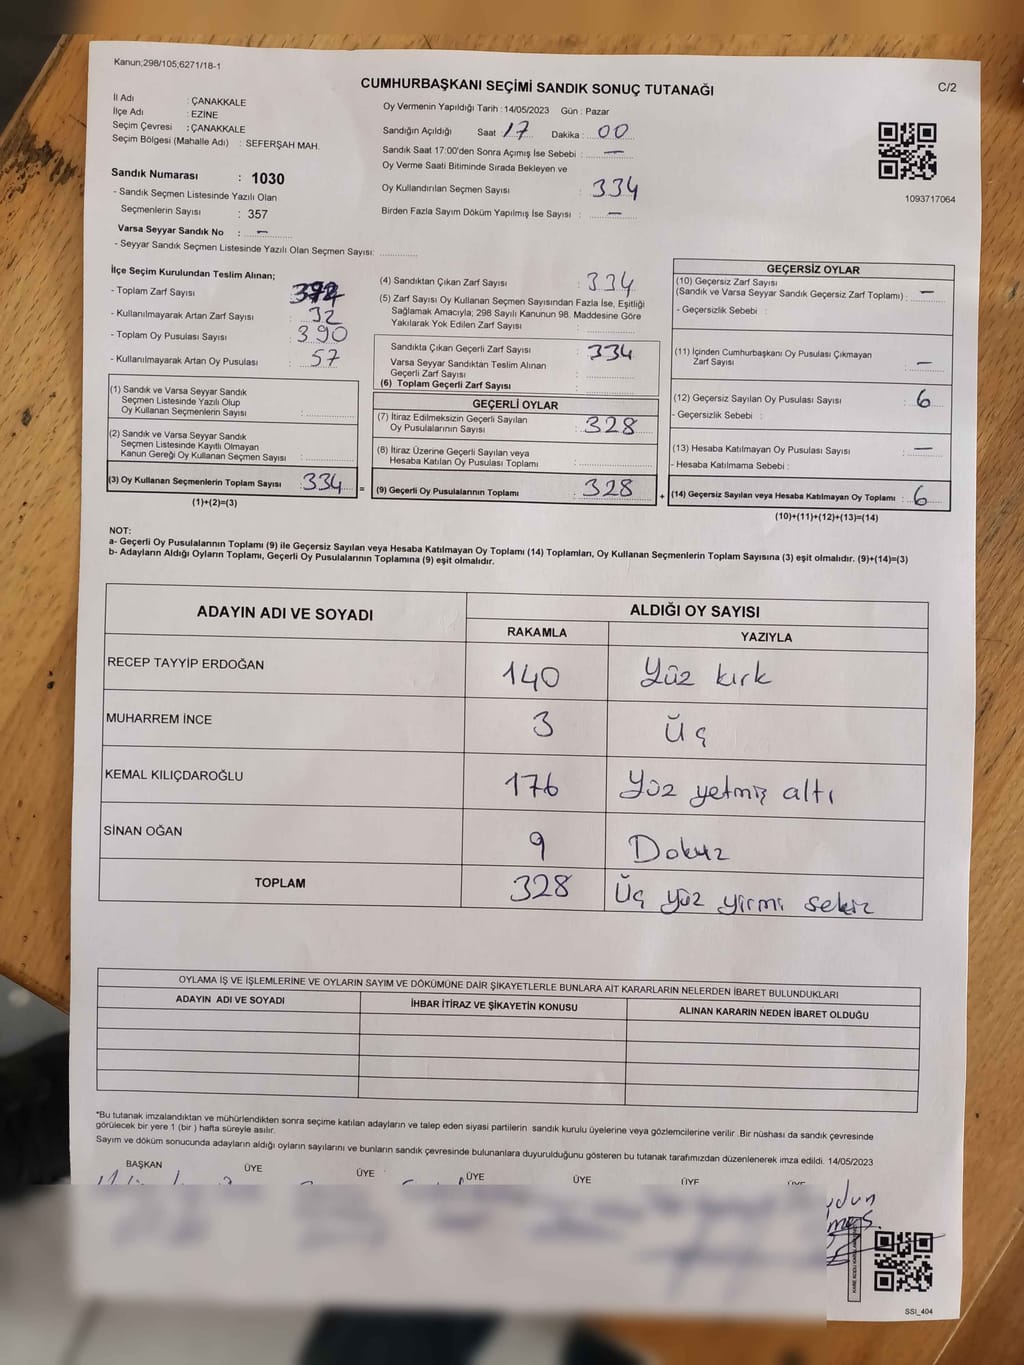 Kanun;298/105,6271/18-1
CUMHURBAŞKANI SEÇİMİ SANDIK SONUÇ TUTANAĞI
C/2
İl Adı : ÇANAKKALE
İlçe Adı : EZİNE
Seçim Çevresi : ÇANAKKALE
Seçim Bölgesi (Mahalle Adı) : SEFERŞAH MAH.
Sandık Numarası : 1030
- Sandık Seçmen Listesinde Yazılı Olan
Seçmenlerin Sayısı : 357
Varsa Seyyar Sandık No : —
- Seyyar Sandık Seçmen Listesinde Yazılı Olan Seçmen Sayısı:
Oy Vermenin Yapıldığı Tarih : 14/05/2023 Gün : Pazar
Sandığın Açıldığı Saat : 17 Dakika : 00
Sandık Saat 17:00'den Sonra Açımış İse Sebebi : —
Oy Verme Saati Bitiminde Sırada Bekleyen ve
Oy Kullandırılan Seçmen Sayısı : 334
Birden Fazla Sayım Döküm Yapılmış İse Sayısı : —
1093717064
İlçe Seçim Kurulundan Teslim Alınan;
- Toplam Zarf Sayısı
- Kullanılmayarak Artan Zarf Sayısı : 32
- Toplam Oy Pusulası Sayısı : 390
- Kullanılmayarak Artan Oy Pusulası : 57
(1) Sandık ve Varsa Seyyar Sandık
Seçmen Listesinde Yazılı Olup
Oy Kullanan Seçmenlerin Sayısı :
(2) Sandık ve Varsa Seyyar Sandık
Seçmen Listesinde Kayıtlı Olmayan
Kanun Gereği Oy Kullanan Seçmen Sayısı :
(3) Oy Kullanan Seçmenlerin Toplam Sayısı : 334 =
(1)+(2)=(3)
(4) Sandıktan Çıkan Zarf Sayısı : 334
(5) Zarf Sayısı Oy Kullanan Seçmen Sayısından Fazla İse, Eşitliği
Sağlamak Amacıyla; 298 Sayılı Kanunun 98. Maddesine Göre
Yakılarak Yok Edilen Zarf Sayısı :
Sandıkta Çıkan Geçerli Zarf Sayısı : 334
Varsa Seyyar Sandıktan Teslim Alınan
Geçerli Zarf Sayısı :
(6) Toplam Geçerli Zarf Sayısı :
GEÇERLİ OYLAR
(7) İtiraz Edilmeksizin Geçerli Sayılan
Oy Pusulalarının Sayısı : 328
(8) İtiraz Üzerine Geçerli Sayılan veya
Hesaba Katılan Oy Pusulası Toplamı :
(9) Geçerli Oy Pusulalarının Toplamı : 328 +
GEÇERSİZ OYLAR
(10) Geçersiz Zarf Sayısı
(Sandık ve Varsa Seyyar Sandık Geçersiz Zarf Toplamı) : —
- Geçersizlik Sebebi :
(11) İçinden Cumhurbaşkanı Oy Pusulası Çıkmayan
Zarf Sayısı : —
(12) Geçersiz Sayılan Oy Pusulası Sayısı : 6
- Geçersizlik Sebebi :
(13) Hesaba Katılmayan Oy Pusulası Sayısı : —
- Hesaba Katılmama Sebebi :
(14) Geçersiz Sayılan veya Hesaba Katılmayan Oy Toplamı : 6
(10)+(11)+(12)+(13)=(14)
NOT:
a- Geçerli Oy Pusulalarının Toplamı (9) ile Geçersiz Sayılan veya Hesaba Katılmayan Oy Toplamı (14) Toplamları, Oy Kullanan Seçmenlerin Toplam Sayısına (3) eşit olmalıdır. (9)+(14)=(3)
b- Adayların Aldığı Oyların Toplamı, Geçerli Oy Pusulalarının Toplamına (9) eşit olmalıdır.
ADAYIN ADI VE SOYADI
ALDIĞI OY SAYISI
RAKAMLA YAZIYLA
RECEP TAYYİP ERDOĞAN 140 Yüz kırk
MUHARREM İNCE 3 Üç
KEMAL KILIÇDAROĞLU 176 Yüz yetmiş altı
SİNAN OĞAN 9 Dokuz
TOPLAM 328 Üç yüz yirmi sekiz
OYLAMA İŞ VE İŞLEMLERİNE VE OYLARIN SAYIM VE DÖKÜMÜNE DAİR ŞİKAYETLERLE BUNLARA AİT KARARLARIN NELERDEN İBARET BULUNDUKLARI
ADAYIN ADI VE SOYADI İHBAR İTİRAZ VE ŞİKAYETİN KONUSU ALINAN KARARIN NEDEN İBARET OLDUĞU
*Bu tutanak imzalandıktan ve mühürlendikten sonra seçime katılan adayların ve talep eden siyasi partilerin sandık kurulu üyelerine veya gözlemcilerine verilir .Bir nüshası da sandık çevresinde
görülecek bir yere 1 (bir ) hafta süreyle asılır.
Sayım ve döküm sonucunda adayların aldığı oyların sayılarını ve bunların sandık çevresinde bulunanlara duyurulduğunu gösteren bu tutanak tarafımızdan düzenlenerek imza edildi. 14/05/2023
BAŞKAN ÜYE ÜYE ÜYE ÜYE ÜYE ÜYE
SSI_404